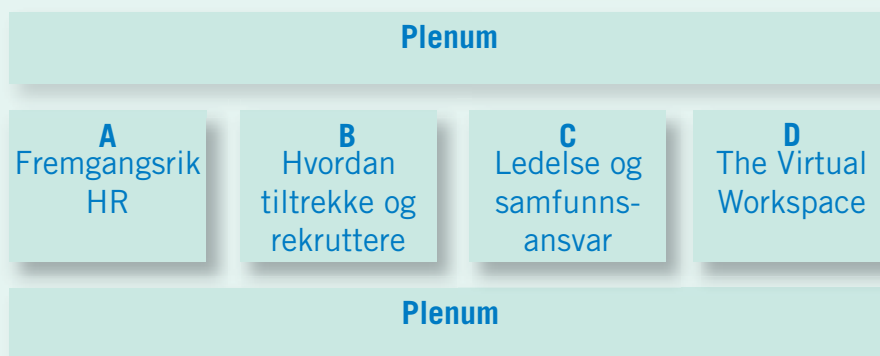 Plenum
A
Fremgangsrik
HR
B
Hvordan
tiltrekke og
rekruttere
C
Ledelse og
samfunns-
ansvar
D
The Virtual
Workspace
Plenum